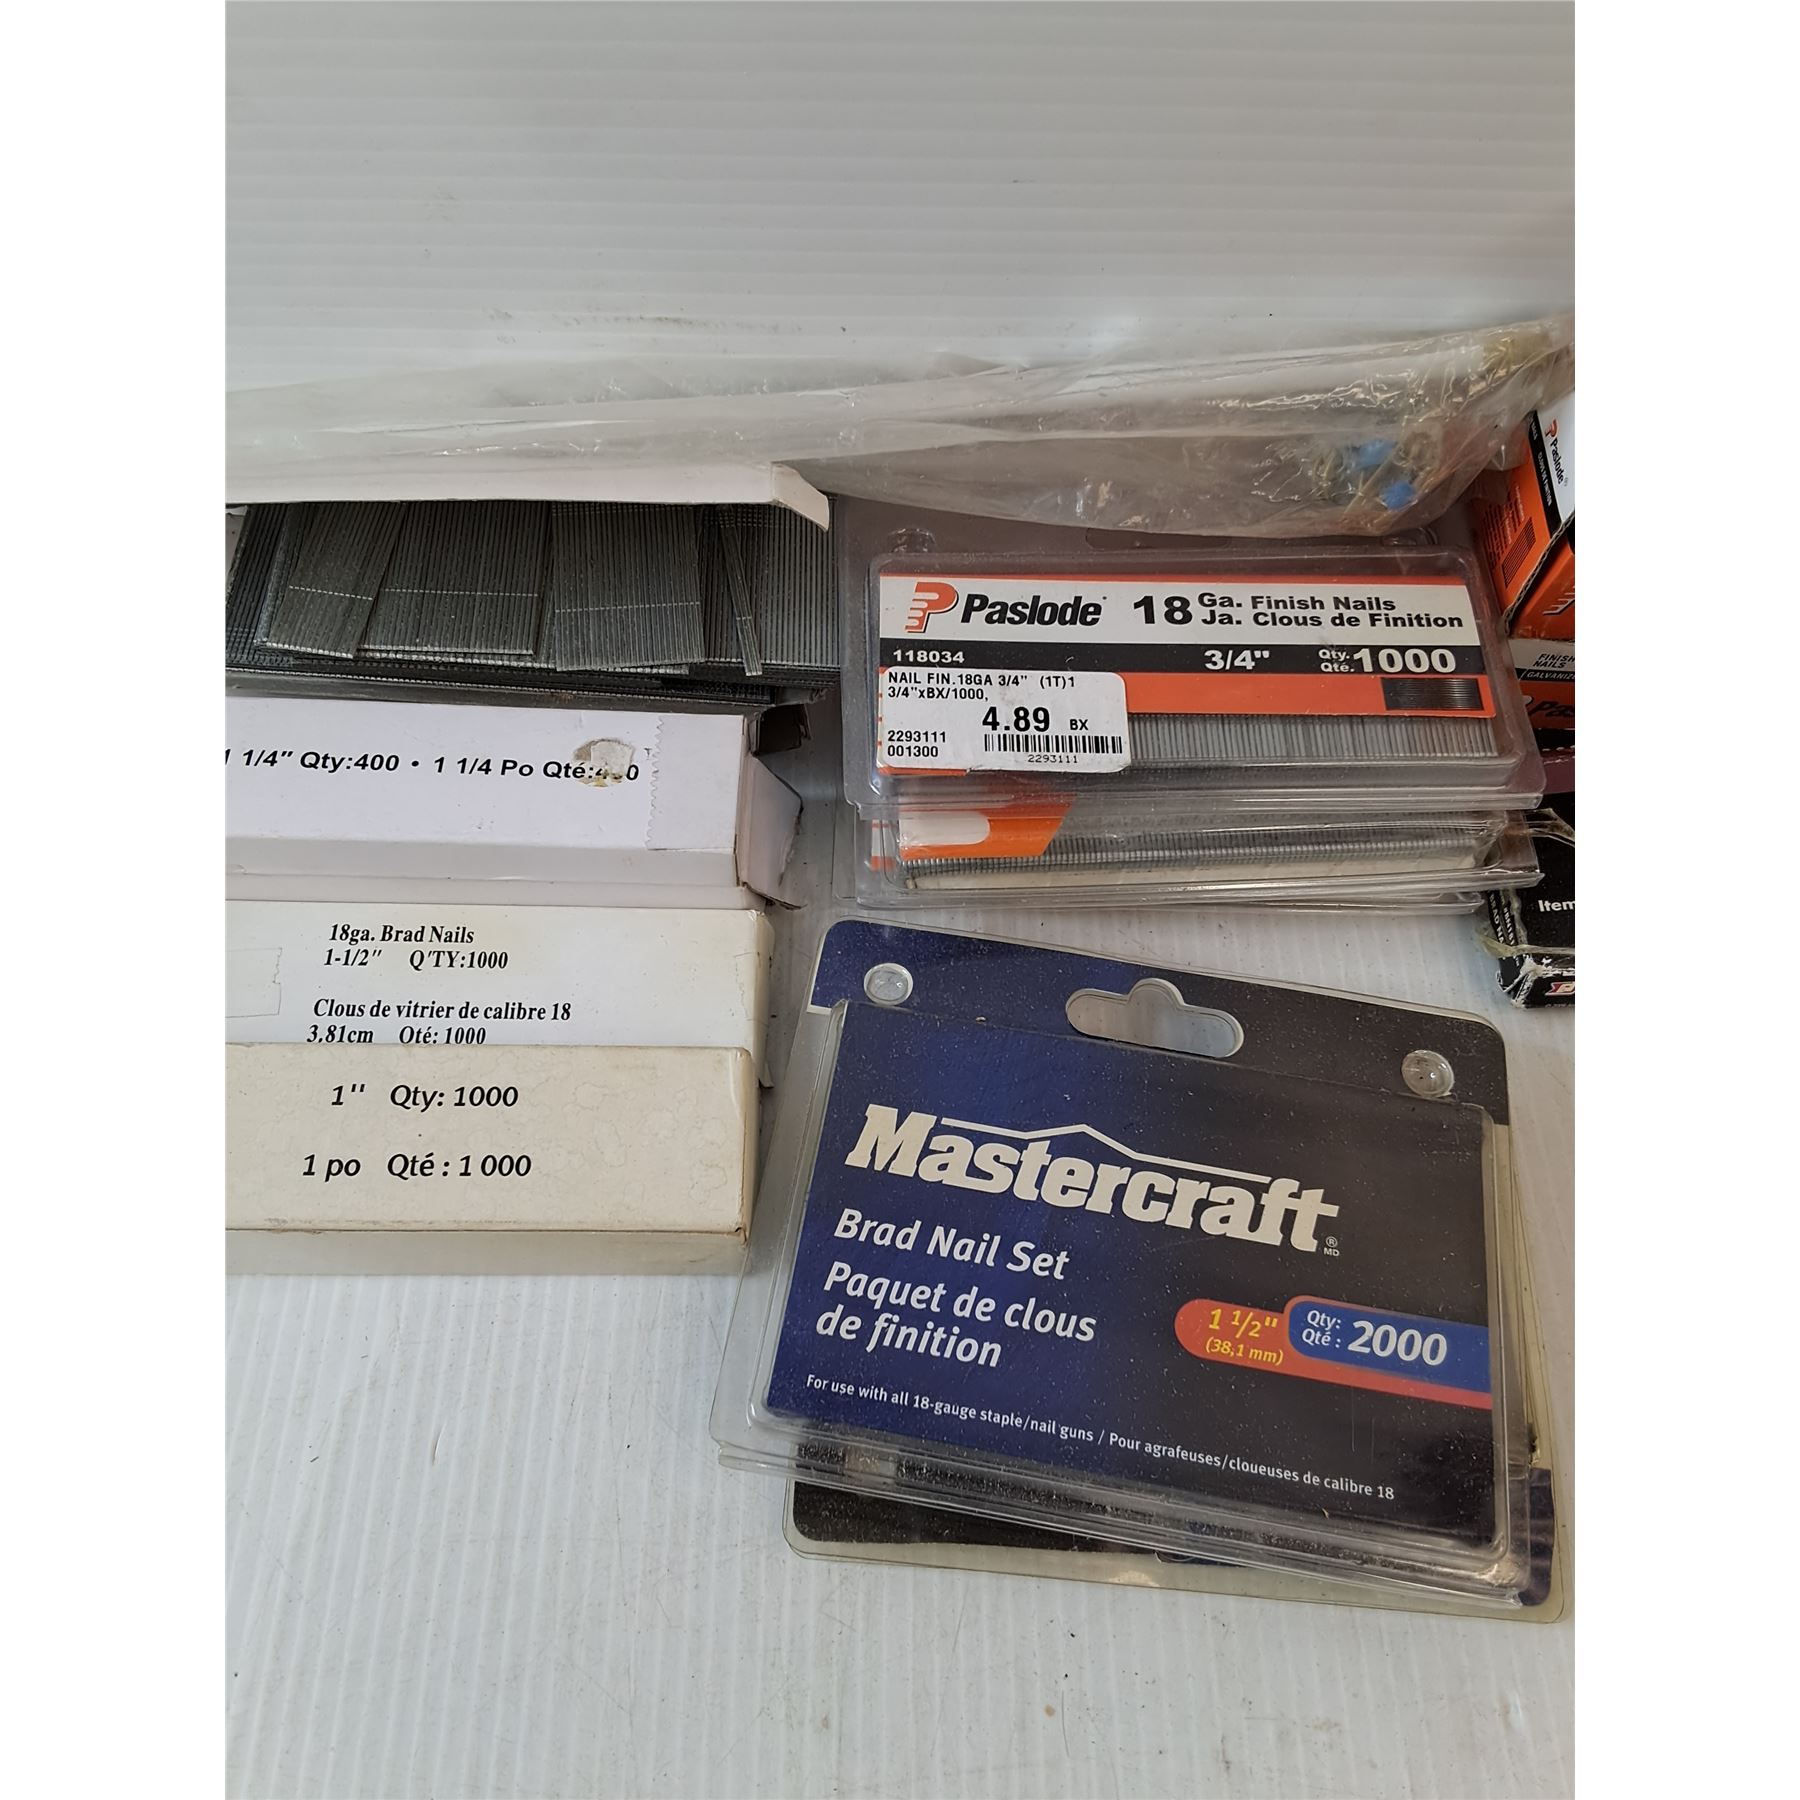 Paslode
18 Ga. Finish Nails
Ja. Clous de Finition
118034
3/4" Qty. Qté. 1000
NAIL FIN.18GA 3/4" (1T)1
3/4"xBX/1000,
4.89 BX
2293111
001300
2293111
1 1/4" Qty:400 • 1 1/4 Po Qté:400
18ga. Brad Nails
1-1/2" Q'TY:1000
Clous de vitrier de calibre 18
3.81cm Qté: 1000
1" Qty: 1000
1 po Qté : 1 000
Mastercraft
® MD
Brad Nail Set
Paquet de clous
de finition
1 1/2"
(38,1 mm)
Qty:
Qté : 2000
For use with all 18-gauge staple/nail guns / Pour agrafeuses/cloueuses de calibre 18
Paslode
FINISH
NAILS
Item